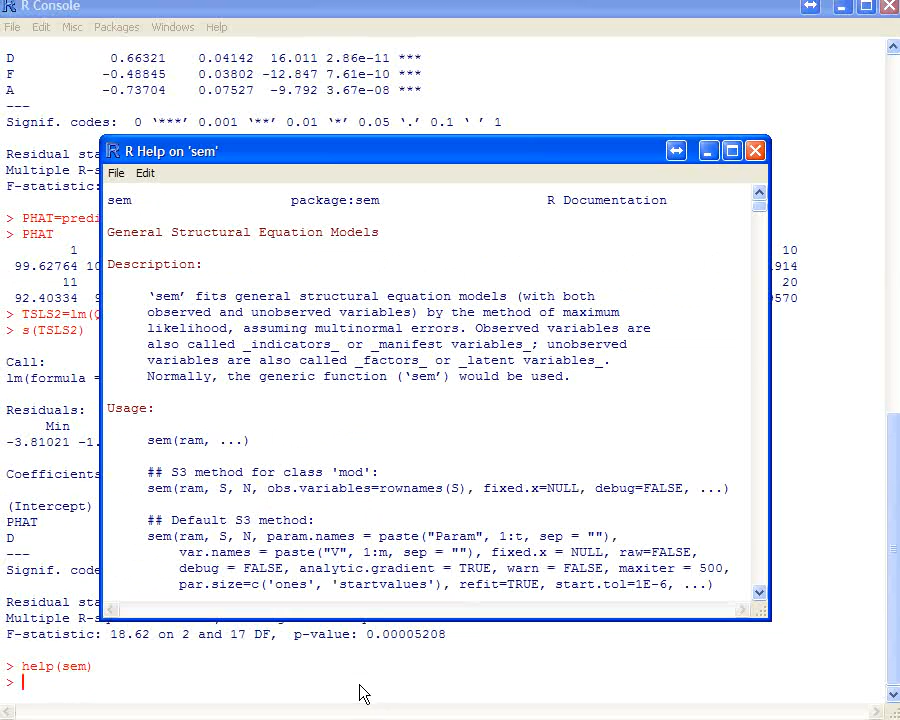 R Console
File Edit Misc Packages Windows Help
D 0.66321 0.04142 16.011 2.86e-11 ***
F -0.48845 0.03802 -12.847 7.61e-10 ***
A -0.73704 0.07527 -9.792 3.67e-08 ***
---
Signif. codes: 0 ‘***’ 0.001 ‘**’ 0.01 ‘*’ 0.05 ‘.’ 0.1 ‘ ’ 1
Residual sta
Multiple R-s
F-statistic:
> PHAT=predi
> PHAT
1 10
99.62764 10 914
11 20
92.40334 9 570
> TSLS2=lm(Q
> s(TSLS2)
Call:
lm(formula =
Residuals:
Min
-3.81021 -1.
Coefficients
(Intercept)
PHAT
D
---
Signif. code
Residual sta
Multiple R-s
F-statistic: 18.62 on 2 and 17 DF, p-value: 0.00005208
> help(sem)
>
R Help on 'sem'
File Edit
sem package:sem R Documentation
General Structural Equation Models
Description:
‘sem’ fits general structural equation models (with both
observed and unobserved variables) by the method of maximum
likelihood, assuming multinormal errors. Observed variables are
also called _indicators_ or _manifest variables_; unobserved
variables are also called _factors_ or _latent variables_.
Normally, the generic function (‘sem’) would be used.
Usage:
sem(ram, ...)
## S3 method for class 'mod':
sem(ram, S, N, obs.variables=rownames(S), fixed.x=NULL, debug=FALSE, ...)
## Default S3 method:
sem(ram, S, N, param.names = paste("Param", 1:t, sep = ""),
var.names = paste("V", 1:m, sep = ""), fixed.x = NULL, raw=FALSE,
debug = FALSE, analytic.gradient = TRUE, warn = FALSE, maxiter = 500,
par.size=c('ones', 'startvalues'), refit=TRUE, start.tol=1E-6, ...)